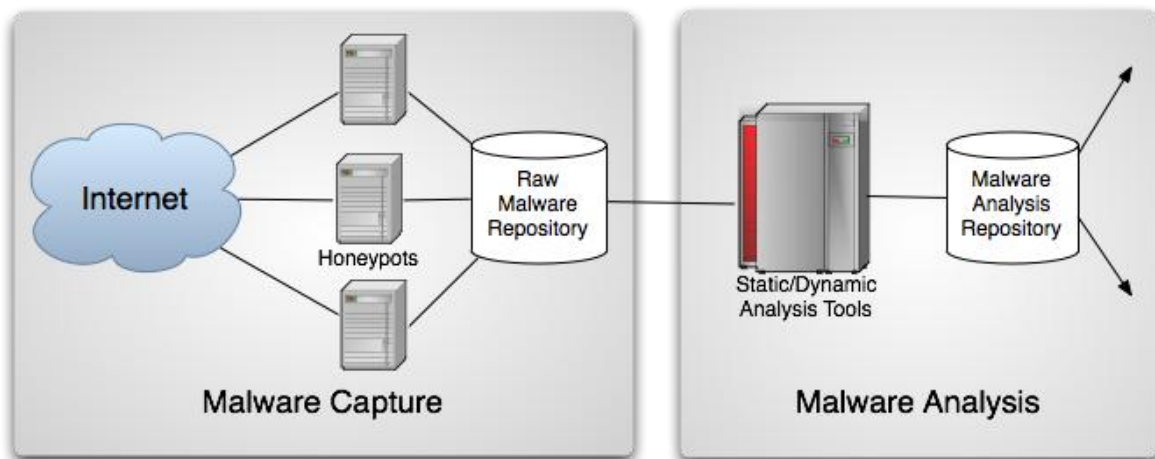 Internet
Honeypots
Raw
Malware
Repository
Malware Capture
Static/Dynamic
Analysis Tools
Malware
Analysis
Repository
Malware Analysis